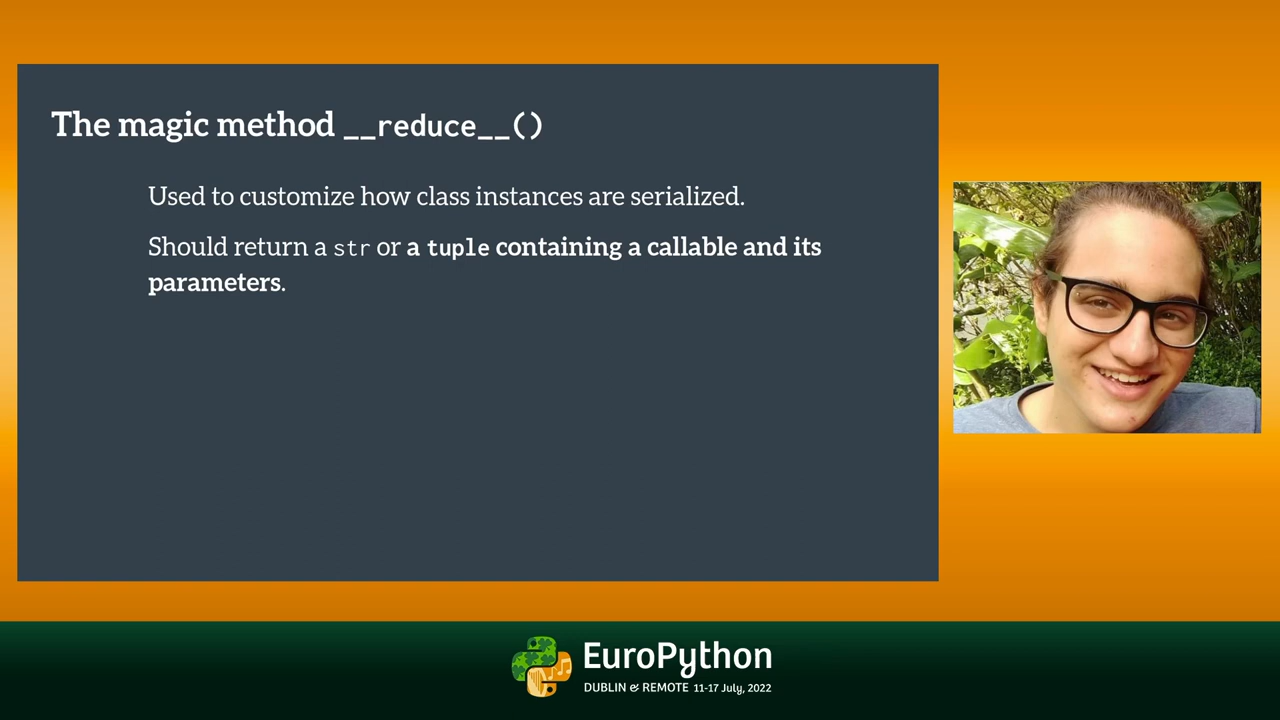 The magic method __reduce__()
Used to customize how class instances are serialized.
Should return a str or a tuple containing a callable and its
parameters.
EuroPython
DUBLIN & REMOTE 11-17 July, 2022